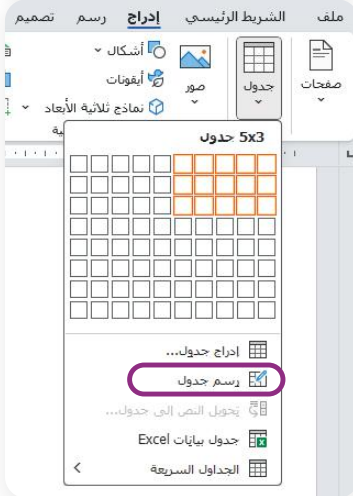 ملف الشريط الرئيسي إدراج رسم تصميم
صفحات
جدول
صور
أشكال
أيقونات
نماذج ثلاثية الأبعاد
5x3 جدول
إدراج جدول...
رسم جدول
تحويل النص إلى جدول...
جدول بيانات Excel
الجداول السريعة